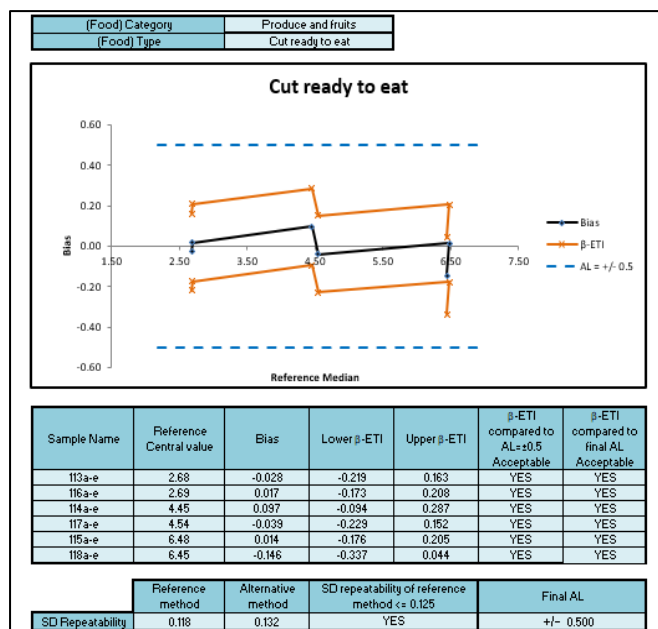 (Food) Category Produce and fruits
(Food) Type Cut ready to eat
Cut ready to eat
0.60
0.40
0.20
0.00
-0.20
-0.40
-0.60
1.50 2.50 3.50 4.50 5.50 6.50 7.50
Bias
Reference Median
Bias
β-ETI
AL = +/- 0.5
Sample Name Reference Central value Bias Lower β-ETI Upper β-ETI β-ETI compared to AL=±0.5 Acceptable β-ETI compared to final AL Acceptable
113a-e 2.68 -0.028 -0.219 0.163 YES YES
116a-e 2.69 0.017 -0.173 0.208 YES YES
114a-e 4.45 0.097 -0.094 0.287 YES YES
117a-e 4.54 -0.039 -0.229 0.152 YES YES
115a-e 6.48 0.014 -0.176 0.205 YES YES
118a-e 6.45 -0.146 -0.337 0.044 YES YES
Reference method Alternative method SD repeatability of reference method <= 0.125 Final AL
SD Repeatability 0.118 0.132 YES +/- 0.500